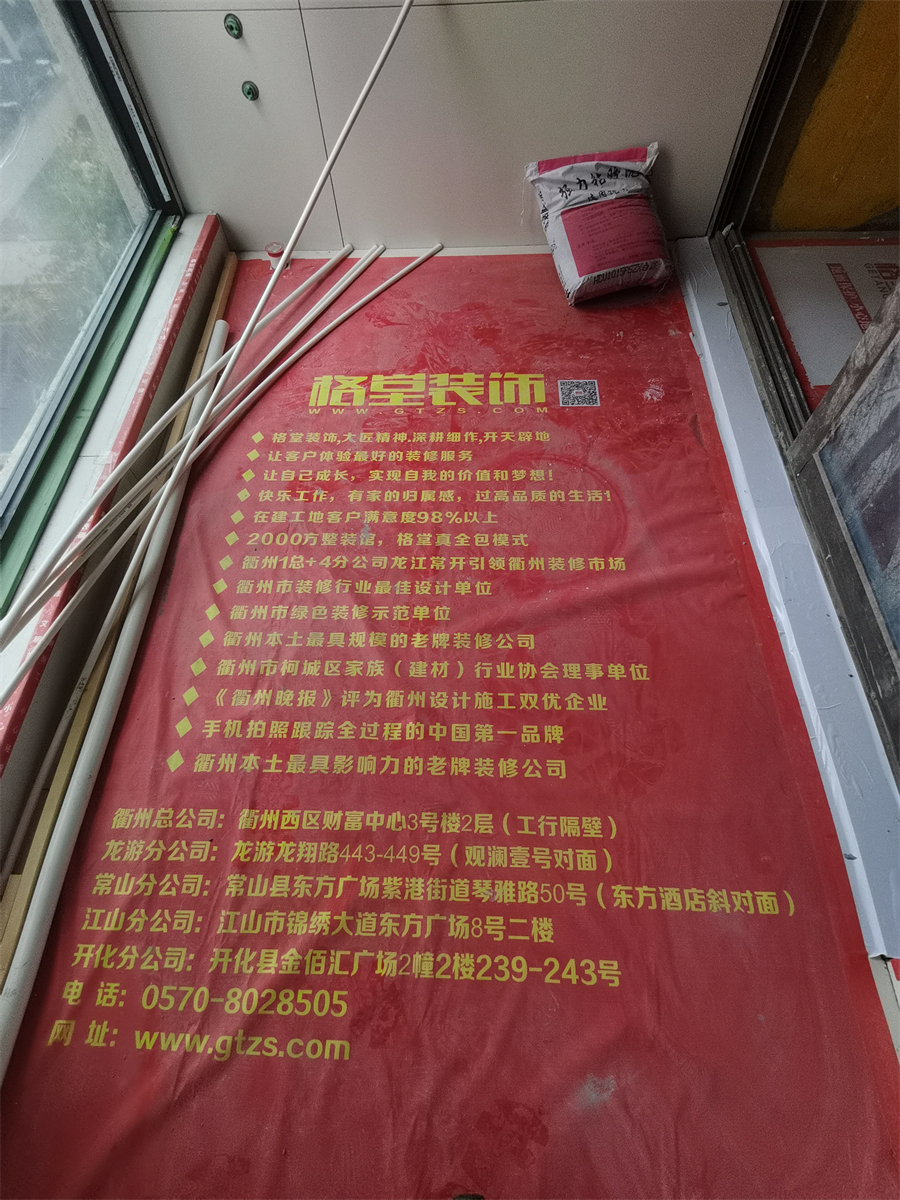 强力粘
格堂装饰
WWW.GTZS.COM
◆ 格堂装饰,大匠精神.深耕细作,开天辟地
◆ 让客户体验最好的装修服务
◆ 让自己成长，实现自我的价值和梦想！
◆ 快乐工作，有家的归属感，过高品质的生活！
◆ 在建工地客户满意度98%以上
◆ 2000方整装馆，格堂真全包模式
◆ 衢州1总+4分公司龙江常开引领衢州装修市场
◆ 衢州市装修行业最佳设计单位
◆ 衢州市绿色装修示范单位
◆ 衢州本土最具规模的老牌装修公司
◆ 衢州市柯城区家族（建材）行业协会理事单位
◆ 《衢州晚报》评为衢州设计施工双优企业
◆ 手机拍照跟踪全过程的中国第一品牌
◆ 衢州本土最具影响力的老牌装修公司
衢州总公司：衢州西区财富中心3号楼2层（工行隔壁）
龙游分公司：龙游龙翔路443-449号（观澜壹号对面）
常山分公司：常山县东方广场紫港街道琴雅路50号（东方酒店斜对面）
江山分公司：江山市锦绣大道东方广场8号二楼
开化分公司：开化县金佰汇广场2幢2楼239-243号
电 话：0570-8028505
网 址：www.gtzs.com